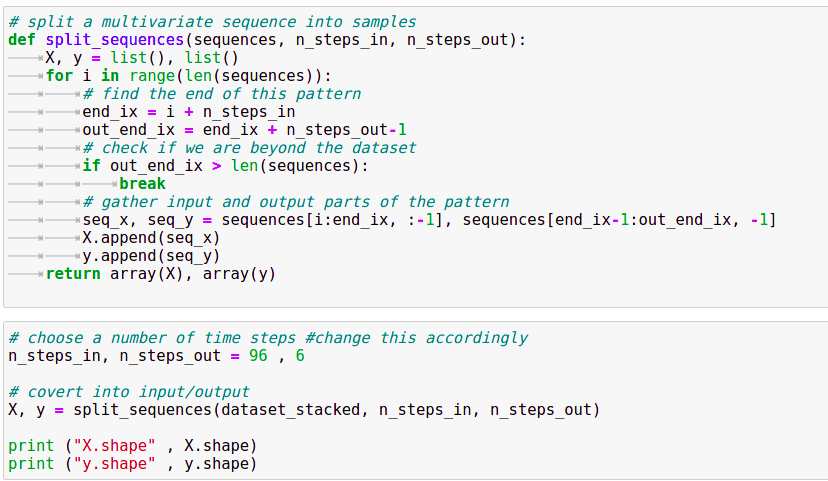 # split a multivariate sequence into samples
def split_sequences(sequences, n_steps_in, n_steps_out):
    X, y = list(), list()
    for i in range(len(sequences)):
        # find the end of this pattern
        end_ix = i + n_steps_in
        out_end_ix = end_ix + n_steps_out-1
        # check if we are beyond the dataset
        if out_end_ix > len(sequences):
            break
        # gather input and output parts of the pattern
        seq_x, seq_y = sequences[i:end_ix, :-1], sequences[end_ix-1:out_end_ix, -1]
        X.append(seq_x)
        y.append(seq_y)
    return array(X), array(y)
# choose a number of time steps #change this accordingly
n_steps_in, n_steps_out = 96 , 6
# covert into input/output
X, y = split_sequences(dataset_stacked, n_steps_in, n_steps_out)
print ("X.shape" , X.shape)
print ("y.shape" , y.shape)